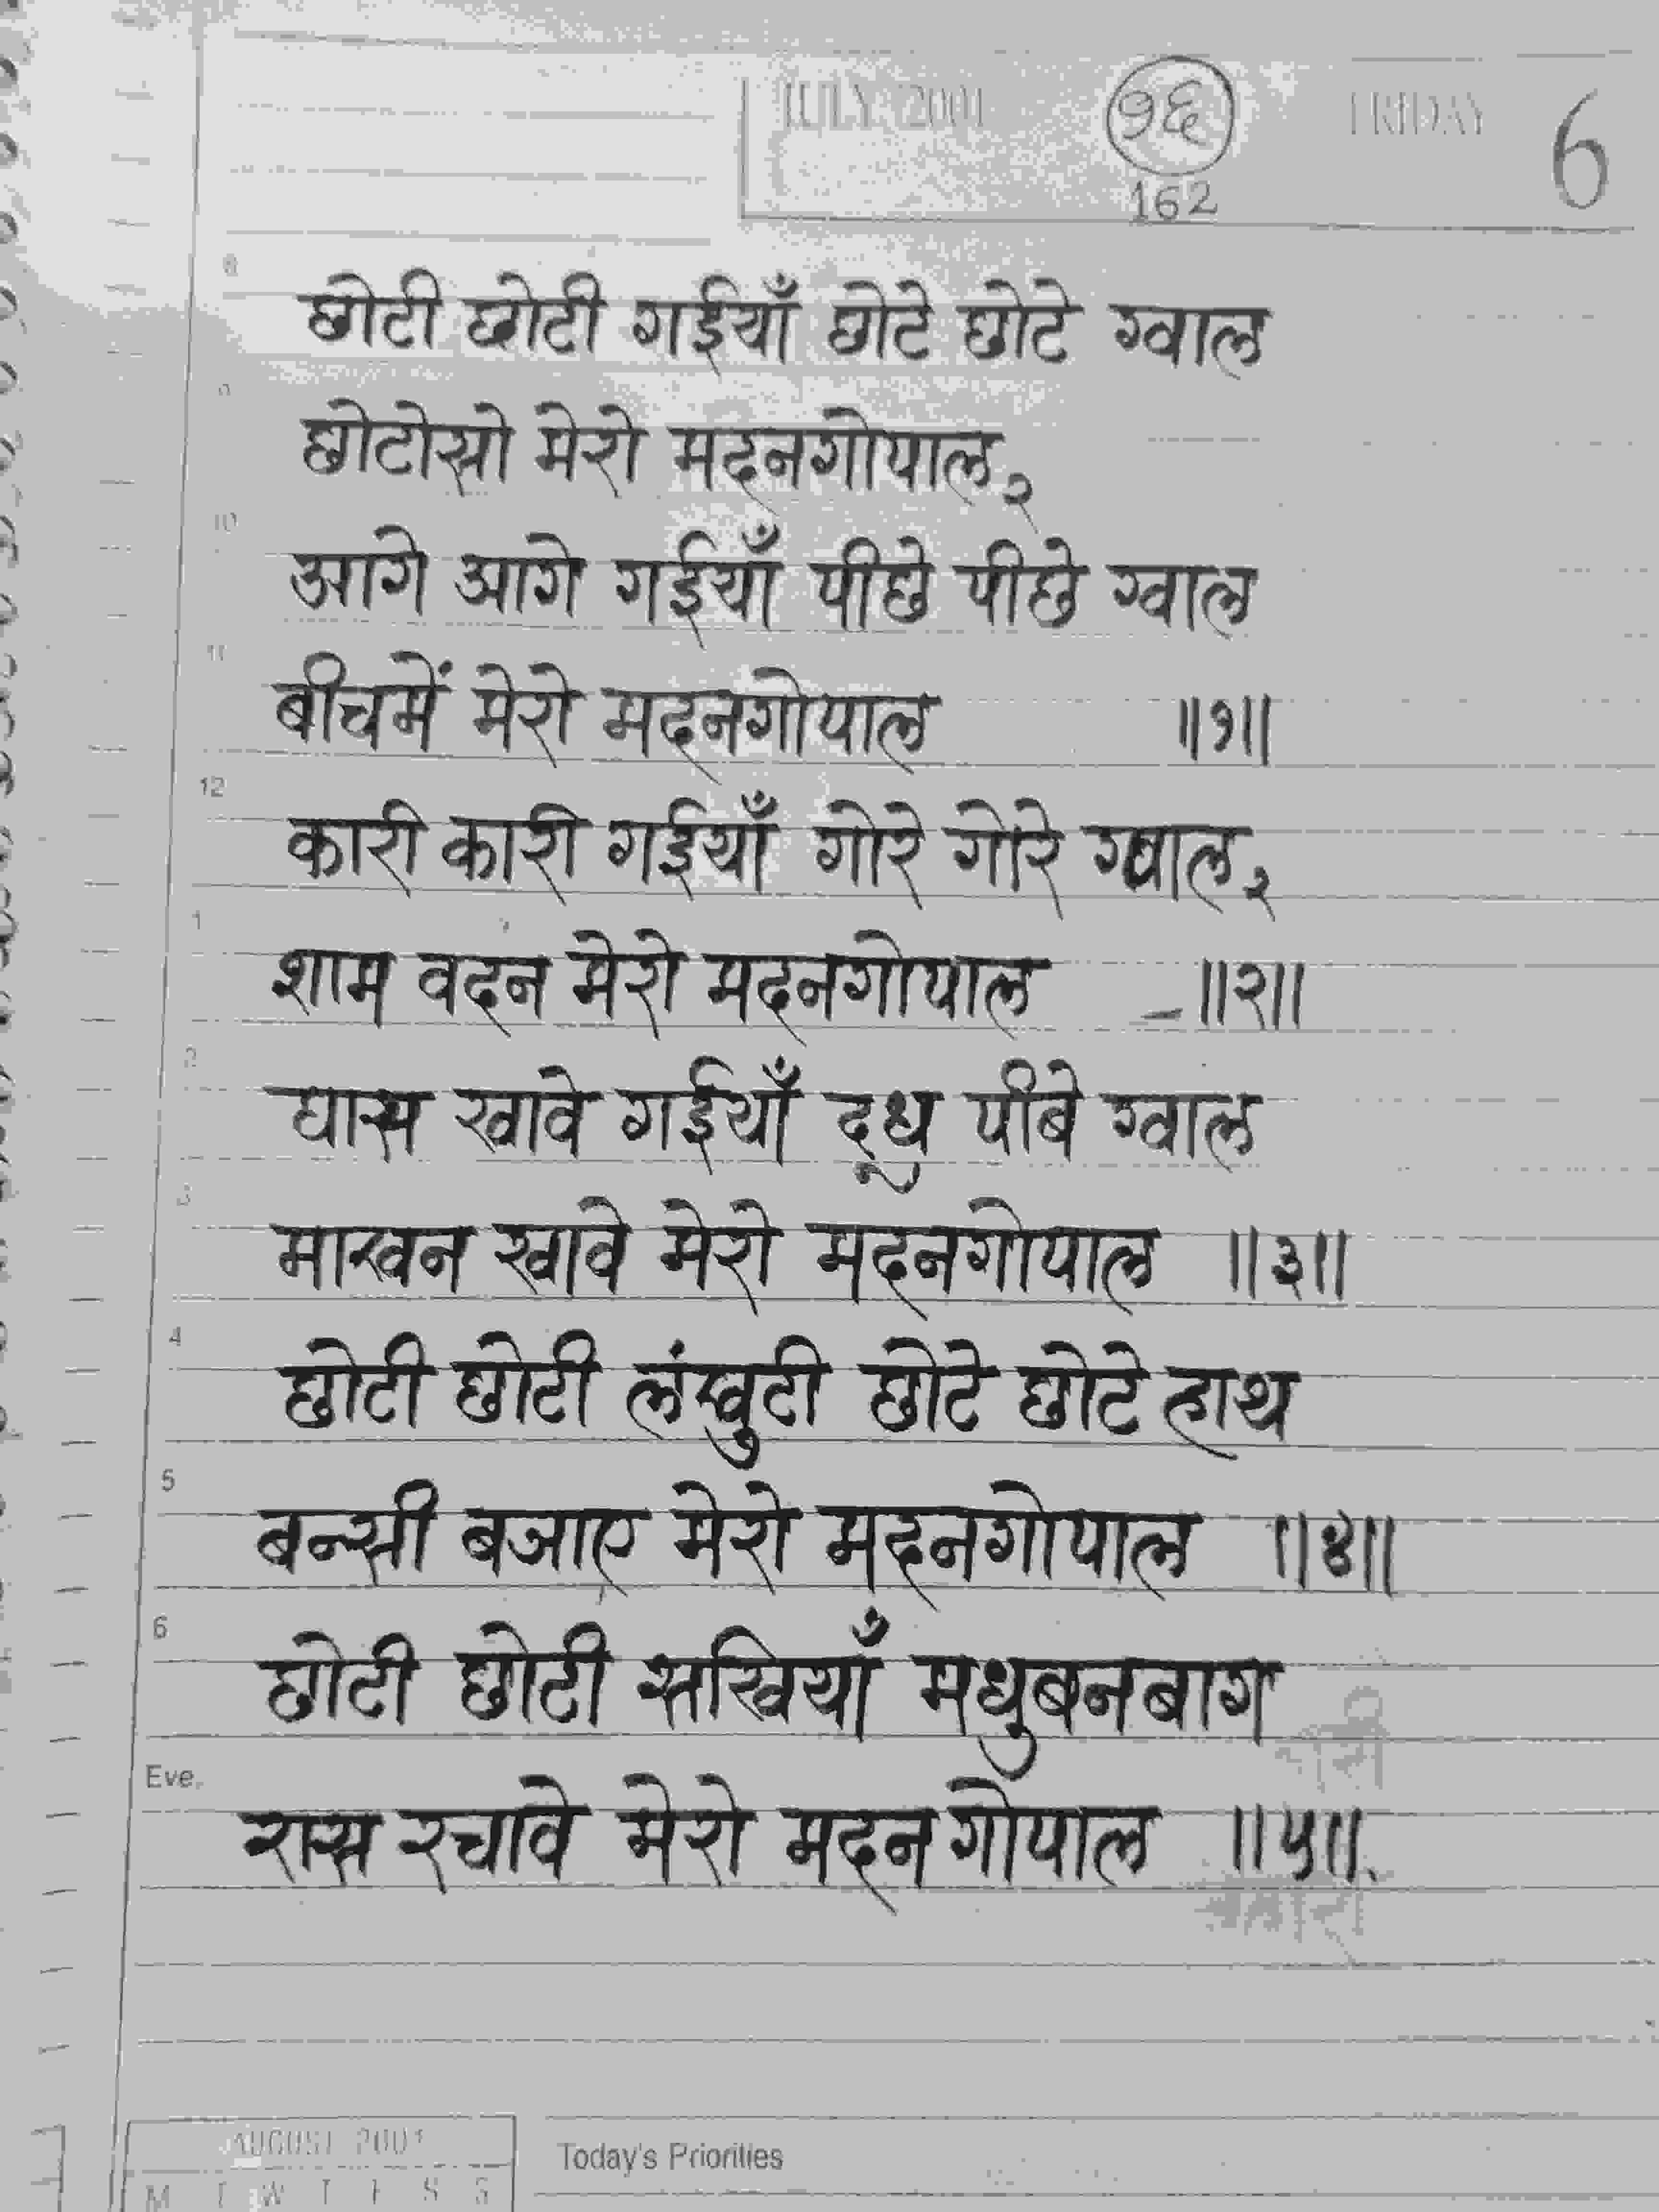 JULY 2001 १६ FRIDAY 6
162
8
छोटी छोटी गईयाँ छोटे छोटे ग्वाल
9
छोटोसो मेरो मदनगोपाल २
10
आगे आगे गईयाँ पीछे पीछे ग्वाल
11
बीचमें मेरो मदनगोपाल ॥१॥
12
कारी कारी गईयाँ गोरे गोरे ग्वाल २
1
शाम वदन मेरो मदनगोपाल – ॥२॥
2
घास खावे गईयाँ दूध पीबे ग्वाल
3
माखन खावे मेरो मदनगोपाल ॥३॥
4
छोटी छोटी लंखुटी छोटे छोटे हाथ
5
बन्सी बजाए मेरो मदनगोपाल ॥४॥
6
छोटी छोटी सखियाँ मधुबनबाग
Eve.
रास रचावे मेरो मदनगोपाल ॥५॥
AUGUST 2001 Today's Priorities
M T W T F S S